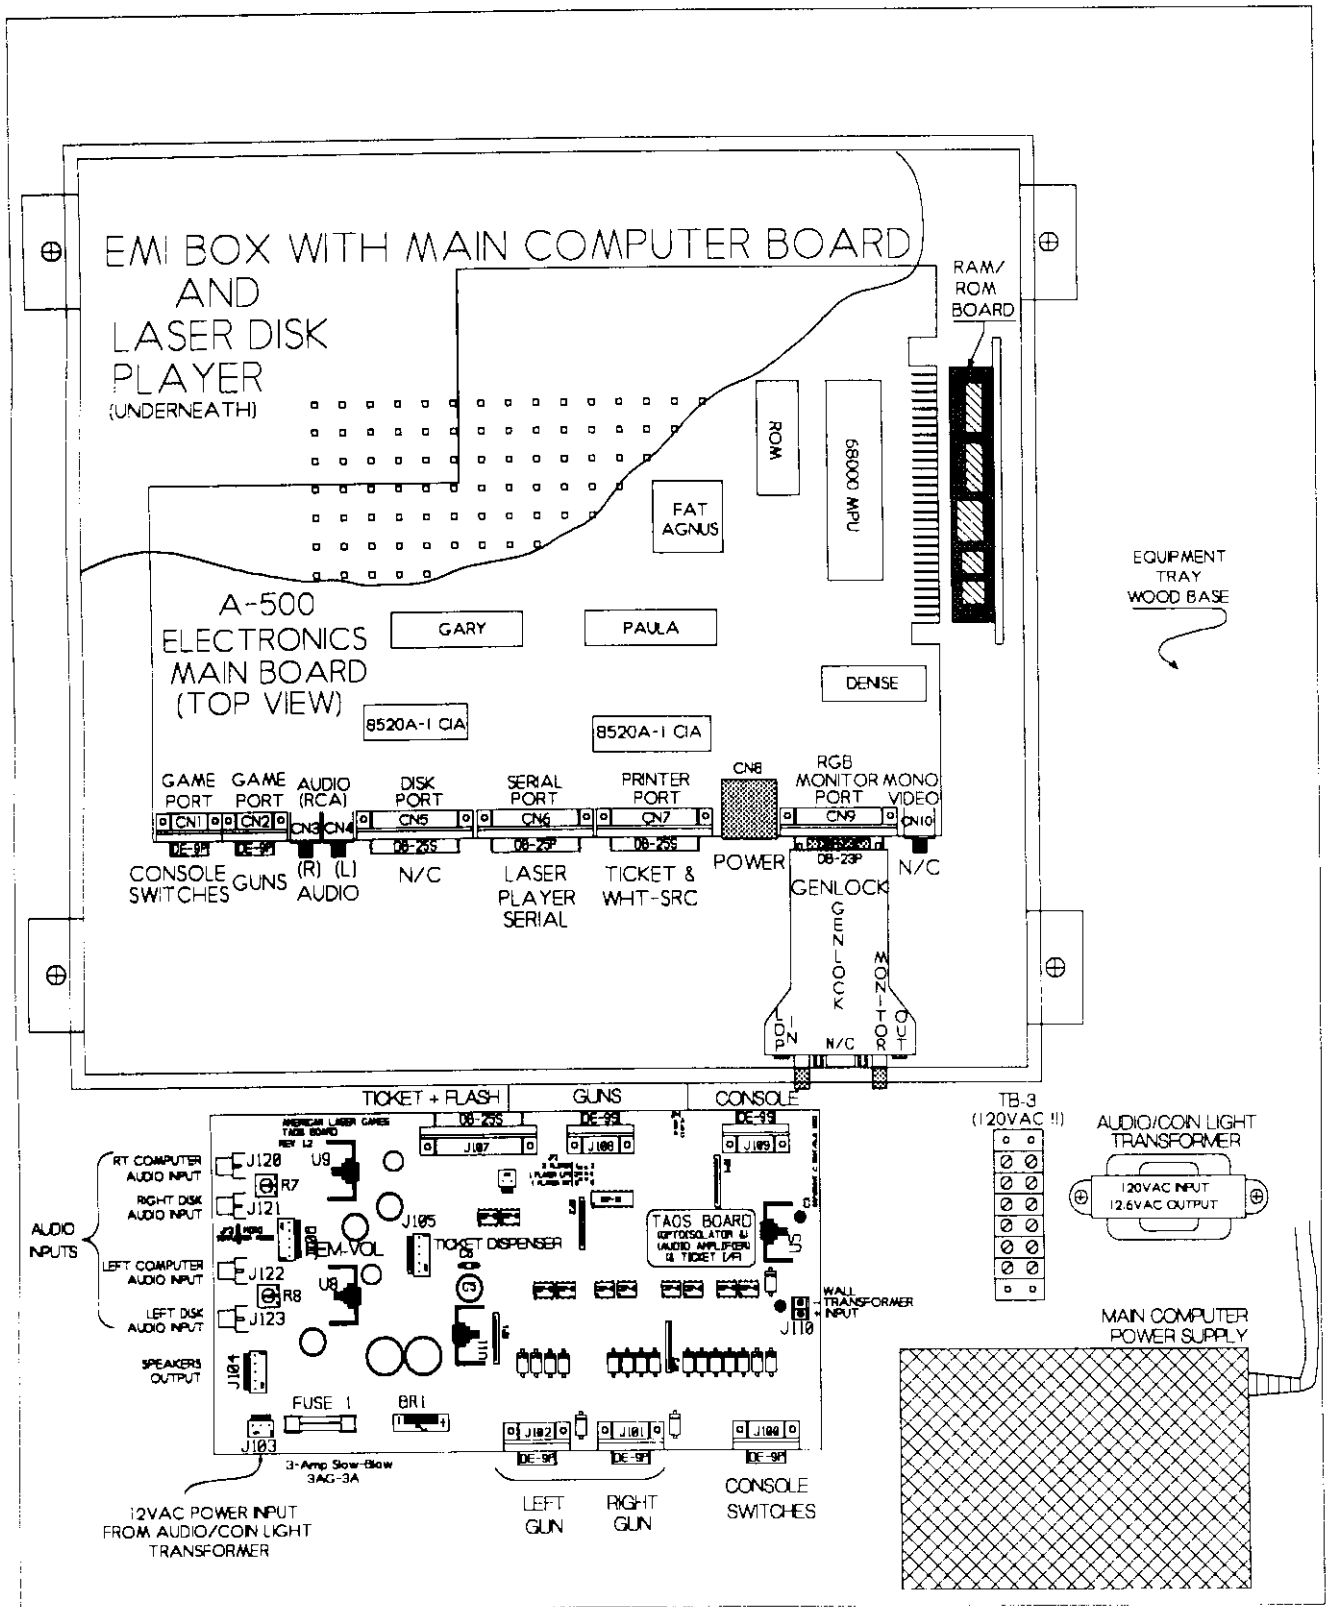 EMI BOX WITH MAIN COMPUTER BOARD
AND
LASER DISK
PLAYER
(UNDERNEATH)
RAM/
ROM
BOARD
ROM
68000 MPU
FAT
AGNUS
EQUIPMENT
TRAY
WOOD BASE
A-500
ELECTRONICS
MAIN BOARD
(TOP VIEW)
GARY
PAULA
DENISE
8520A-1 CIA
8520A-1 CIA
GAME
PORT
CN1
DE-9P
CONSOLE
SWITCHES
GAME
PORT
CN2
DE-9P
GUNS
AUDIO
(RCA)
CN3
CN4
(R) (L)
AUDIO
DISK
PORT
CN5
DB-25S
N/C
SERIAL
PORT
CN6
DB-25P
LASER
PLAYER
SERIAL
PRINTER
PORT
CN7
DB-25S
TICKET &
WHT-SRC
CN8
POWER
RGB
MONITOR
PORT
CN9
DB-23P
GENLOCK
MONO
VIDEO
CN10
N/C
GENLOCK
LDP
IN
N/C
MONITOR
OUT
TICKET + FLASH
GUNS
CONSOLE
AMERICAN LASER GAMES
TAOS BOARD
REV 1.2
DB-25S
J107
DE-9S
J108
DE-9S
J109
TB-3
(120VAC !!)
AUDIO/COIN LIGHT
TRANSFORMER
120VAC INPUT
12.6VAC OUTPUT
AUDIO
INPUTS
RT COMPUTER
AUDIO INPUT
J120
R7
U9
RIGHT DISK
AUDIO INPUT
J121
REM-VOL
J105
TICKET DISPENSER
TAOS BOARD
(OPTOISOLATOR &)
(AUDIO AMPLIFIER)
(& TICKET I/F)
U5
LEFT COMPUTER
AUDIO INPUT
J122
R8
U8
LEFT DISK
AUDIO INPUT
J123
U11
WALL
- TRANSFORMER
+ INPUT
J110
SPEAKERS
OUTPUT
J104
FUSE 1
BR1
J103
3-Amp Slow-Blow
3AG-3A
J102
DE-9P
LEFT
GUN
J101
DE-9P
RIGHT
GUN
J100
DE-9P
CONSOLE
SWITCHES
MAIN COMPUTER
POWER SUPPLY
12VAC POWER INPUT
FROM AUDIO/COIN LIGHT
TRANSFORMER